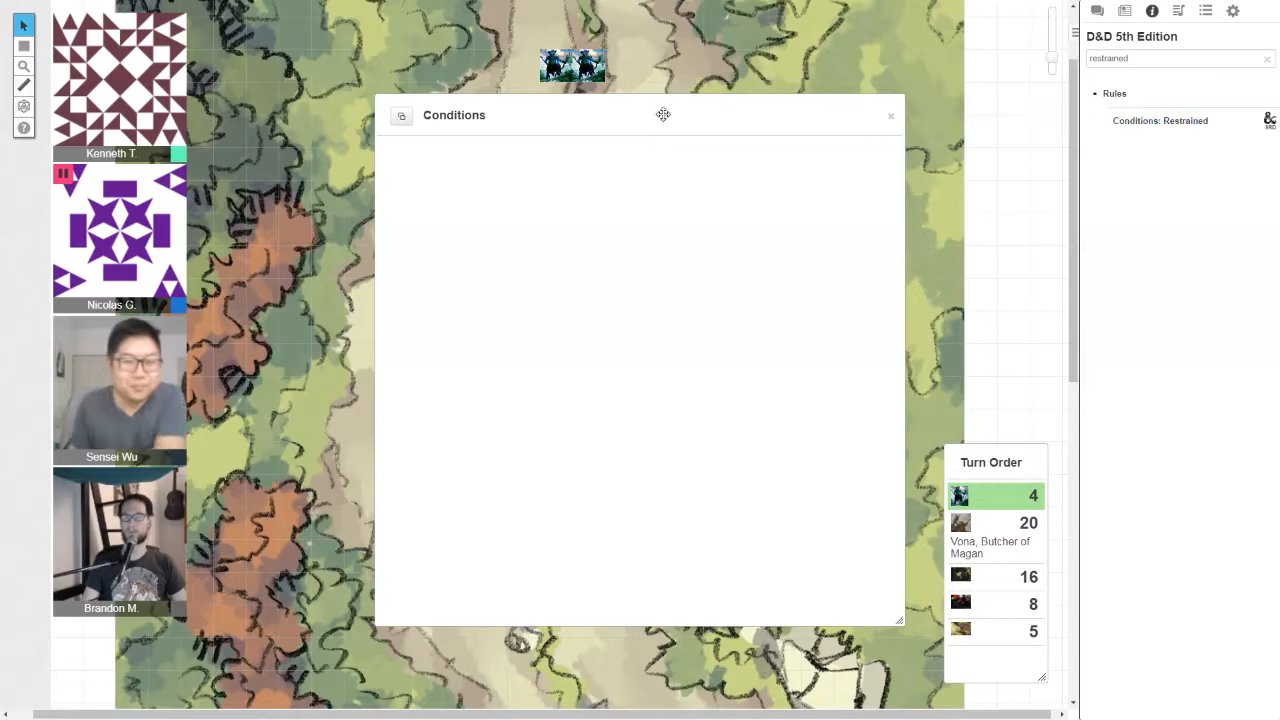 Kenneth T.
Nicolas G.
Sensei Wu
Brandon M.
Conditions
×
Turn Order
4
20
Vona, Butcher of
Magan
16
8
5
D&D 5th Edition
restrained
×
Rules
Conditions: Restrained
&
SRD